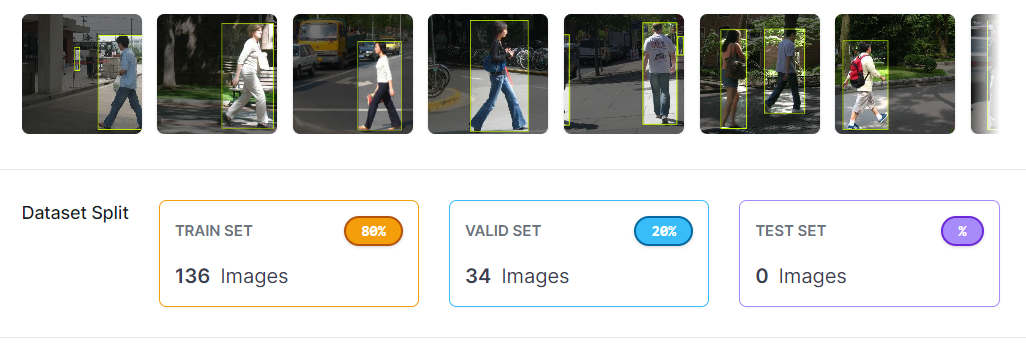 Dataset Split
TRAIN SET
80%
136 Images
VALID SET
20%
34 Images
TEST SET
%
0 Images